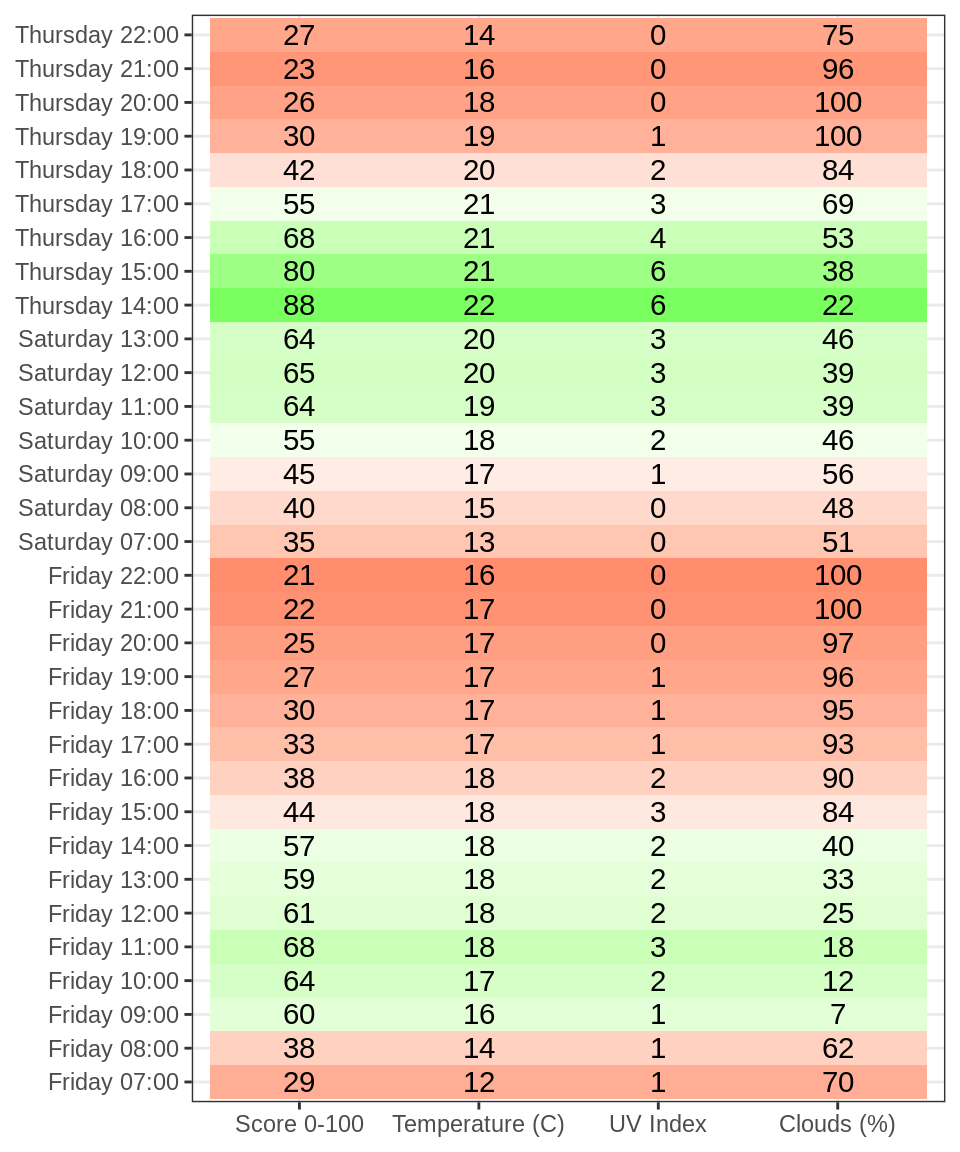 Thursday 22:00 27 14 0 75
Thursday 21:00 23 16 0 96
Thursday 20:00 26 18 0 100
Thursday 19:00 30 19 1 100
Thursday 18:00 42 20 2 84
Thursday 17:00 55 21 3 69
Thursday 16:00 68 21 4 53
Thursday 15:00 80 21 6 38
Thursday 14:00 88 22 6 22
Saturday 13:00 64 20 3 46
Saturday 12:00 65 20 3 39
Saturday 11:00 64 19 3 39
Saturday 10:00 55 18 2 46
Saturday 09:00 45 17 1 56
Saturday 08:00 40 15 0 48
Saturday 07:00 35 13 0 51
Friday 22:00 21 16 0 100
Friday 21:00 22 17 0 100
Friday 20:00 25 17 0 97
Friday 19:00 27 17 1 96
Friday 18:00 30 17 1 95
Friday 17:00 33 17 1 93
Friday 16:00 38 18 2 90
Friday 15:00 44 18 3 84
Friday 14:00 57 18 2 40
Friday 13:00 59 18 2 33
Friday 12:00 61 18 2 25
Friday 11:00 68 18 3 18
Friday 10:00 64 17 2 12
Friday 09:00 60 16 1 7
Friday 08:00 38 14 1 62
Friday 07:00 29 12 1 70
Score 0-100 Temperature (C) UV Index Clouds (%)